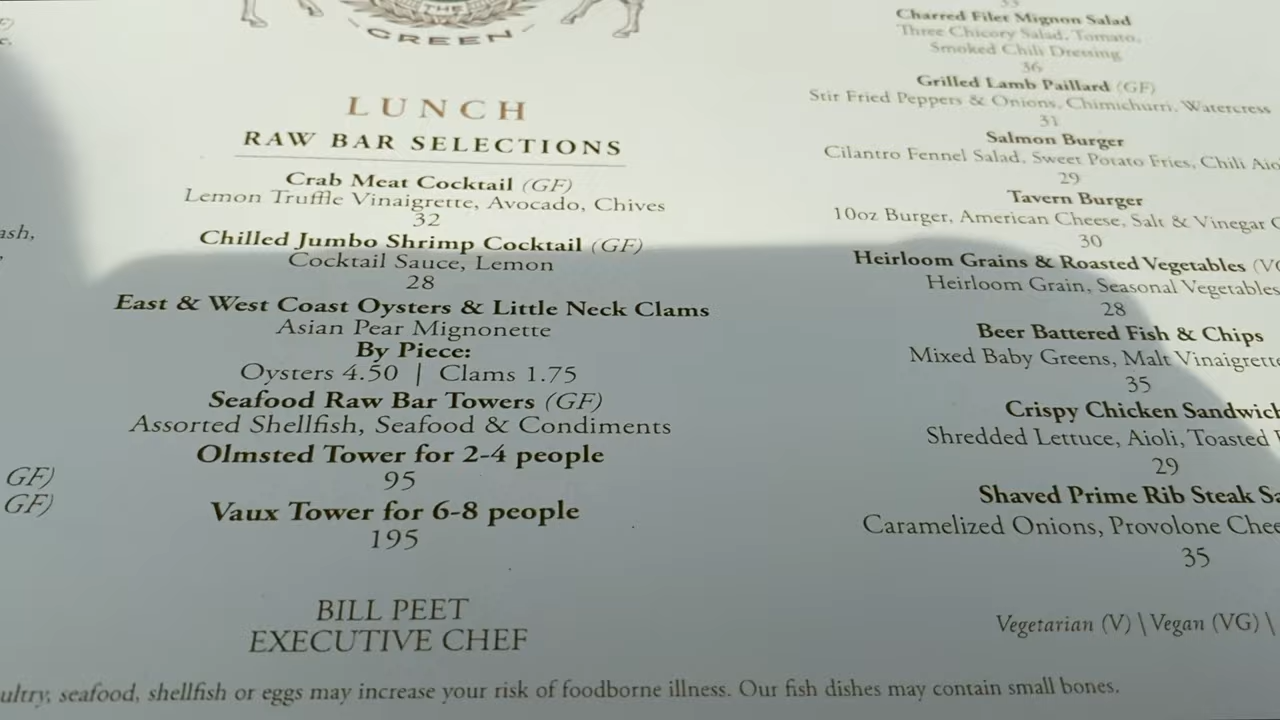 THE
GREEN
LUNCH
RAW BAR SELECTIONS
Crab Meat Cocktail (GF)
Lemon Truffle Vinaigrette, Avocado, Chives
32
Chilled Jumbo Shrimp Cocktail (GF)
Cocktail Sauce, Lemon
28
East & West Coast Oysters & Little Neck Clams
Asian Pear Mignonette
By Piece:
Oysters 4.50 | Clams 1.75
Seafood Raw Bar Towers (GF)
Assorted Shellfish, Seafood & Condiments
Olmsted Tower for 2-4 people
95
Vaux Tower for 6-8 people
195
BILL PEET
EXECUTIVE CHEF
GF)
GF)
Charred Filet Mignon Salad
Three Chicory Salad, Tomato,
Smoked Chili Dressing
36
Grilled Lamb Paillard (GF)
Stir Fried Peppers & Onions, Chimichurri, Watercress
31
Salmon Burger
Cilantro Fennel Salad, Sweet Potato Fries, Chili Aio
29
Tavern Burger
10oz Burger, American Cheese, Salt & Vinegar
30
Heirloom Grains & Roasted Vegetables (VG
Heirloom Grain, Seasonal Vegetables
28
Beer Battered Fish & Chips
Mixed Baby Greens, Malt Vinaigrette
35
Crispy Chicken Sandwich
Shredded Lettuce, Aioli, Toasted
29
Shaved Prime Rib Steak Sa
Caramelized Onions, Provolone Chee
35
Vegetarian (V) \ Vegan (VG) \
ultry, seafood, shellfish or eggs may increase your risk of foodborne illness. Our fish dishes may contain small bones.